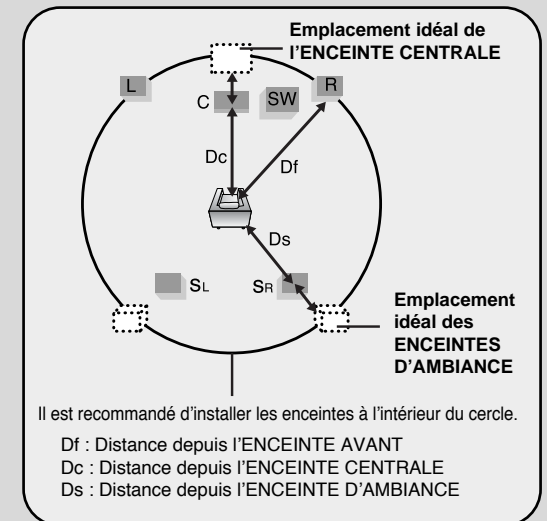 Emplacement idéal de
l'ENCEINTE CENTRALE
L
R
C
SW
Dc
Df
Ds
SL
SR
Emplacement
idéal des
ENCEINTES
D'AMBIANCE
Il est recommandé d'installer les enceintes à l'intérieur du cercle.
Df : Distance depuis l'ENCEINTE AVANT
Dc : Distance depuis l'ENCEINTE CENTRALE
Ds : Distance depuis l'ENCEINTE D'AMBIANCE